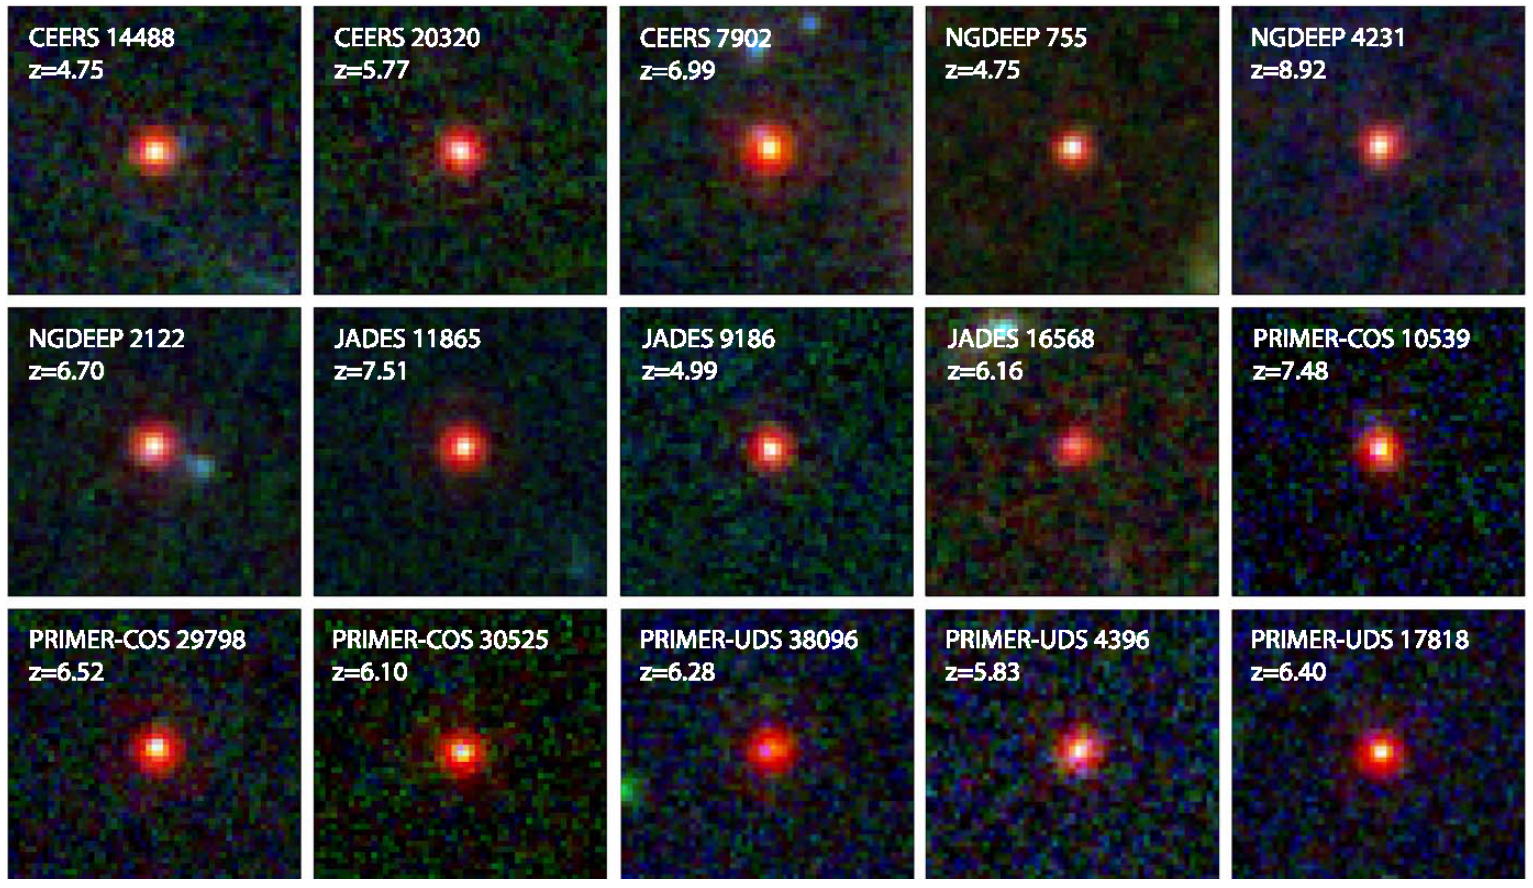 CEERS 14488
z=4.75
CEERS 20320
z=5.77
CEERS 7902
z=6.99
NGDEEP 755
z=4.75
NGDEEP 4231
z=8.92
NGDEEP 2122
z=6.70
JADES 11865
z=7.51
JADES 9186
z=4.99
JADES 16568
z=6.16
PRIMER-COS 10539
z=7.48
PRIMER-COS 29798
z=6.52
PRIMER-COS 30525
z=6.10
PRIMER-UDS 38096
z=6.28
PRIMER-UDS 4396
z=5.83
PRIMER-UDS 17818
z=6.40